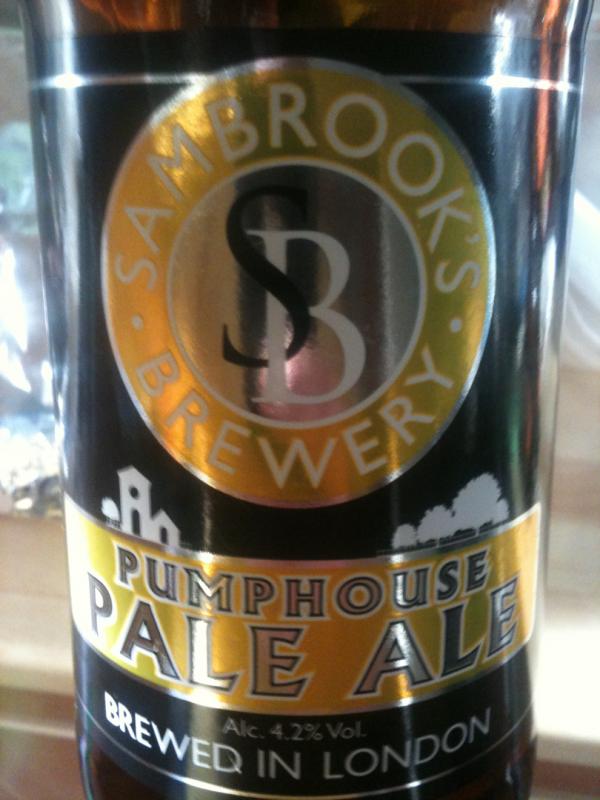 SAMBROOK'S
SB
· BREWERY ·
PUMPHOUSE
PALE ALE
Alc. 4.2% Vol.
BREWED IN LONDON